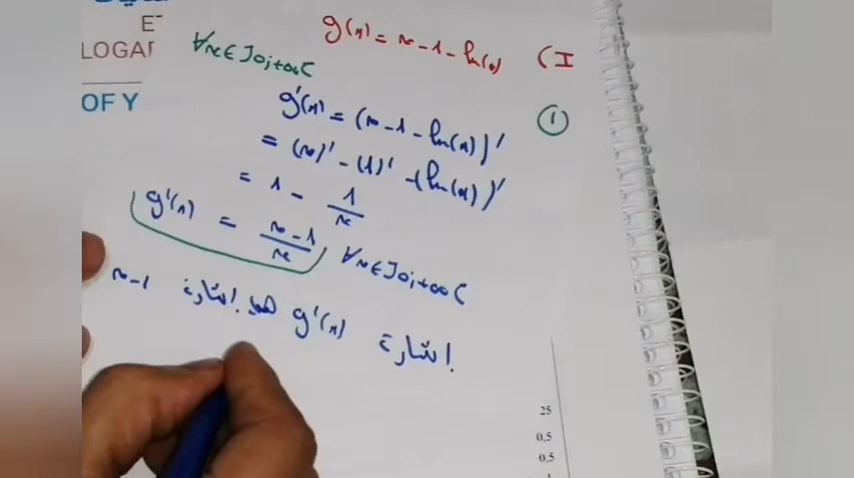 E
LOGAR
OF Y
g(x) = x - 1 - ln(x) (I
∀x∈]0;+∞[
①
g'(x) = (x - 1 - ln(x))'
= (x)' - (1)' - (ln(x))'
= 1 - 1/x
g'(x) = x-1/x ∀x∈]0;+∞[
إشارة g'(x) هي إشارة x-1
25
0,5
0,5